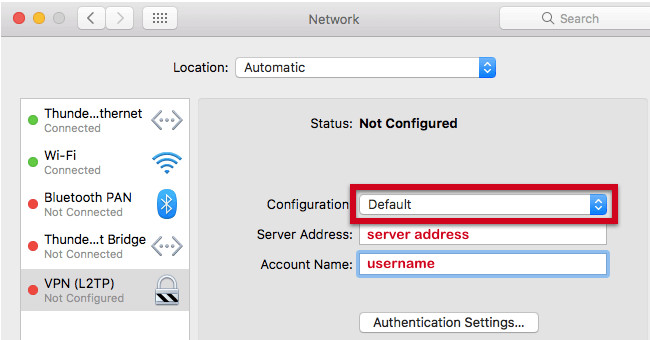 Network
Search
Location: Automatic
Thunde...thernet
Connected
Wi-Fi
Connected
Bluetooth PAN
Not Connected
Thunde...t Bridge
Not Connected
VPN (L2TP)
Not Configured
Status: Not Configured
Configuration: Default
Server Address: server address
Account Name: username
Authentication Settings...